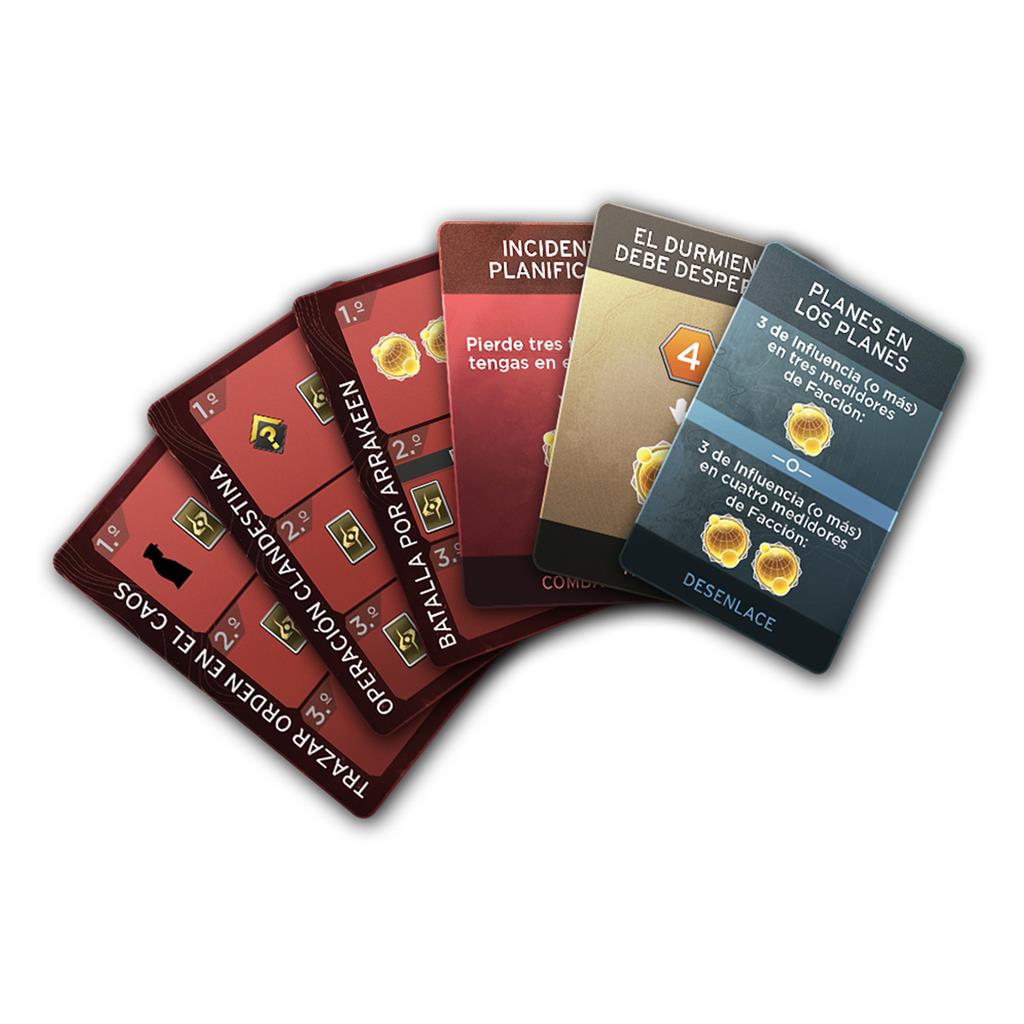 1.º
2.º
3.º
TRAZAR ORDEN EN EL CAOS
1.º
2.º
3.º
OPERACIÓN CLANDESTINA
1.º
2.º
3.º
BATALLA POR ARRAKEEN
INCIDEN
PLANIFIC
Pierde tres
tengas en e
COMBA
EL DURMIEN
DEBE DESPER
4
PLANES EN
LOS PLANES
3 de Influencia (o más)
en tres medidores
de Facción:
—O—
3 de Influencia (o más)
en cuatro medidores
de Facción:
DESENLACE